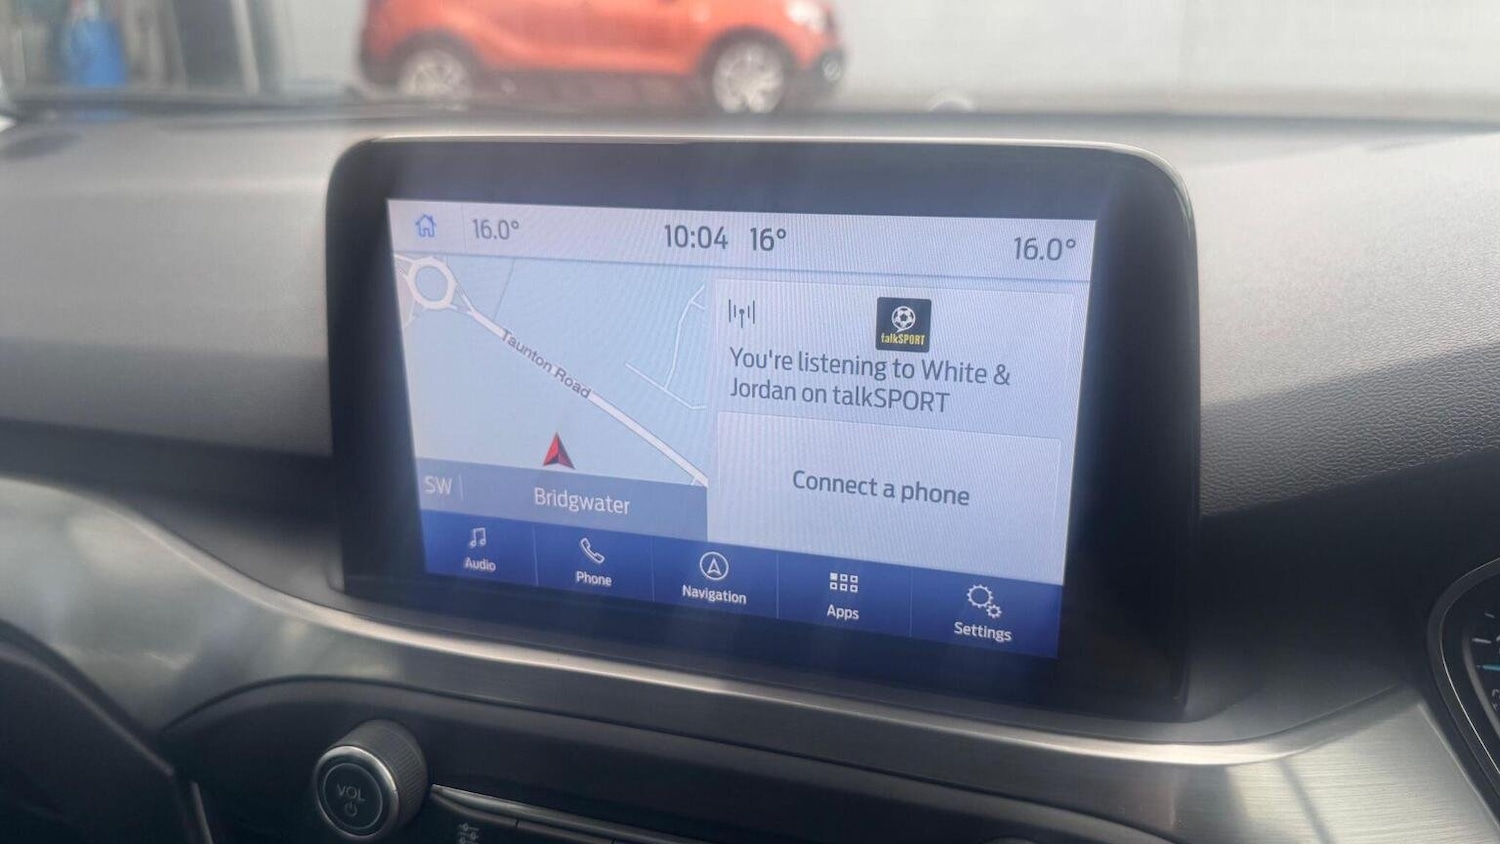 16.0°
10:04 16°
16.0°
Taunton Road
SW
Bridgwater
talkSPORT
You're listening to White &
Jordan on talkSPORT
Connect a phone
Audio
Phone
Navigation
Apps
Settings
VOL